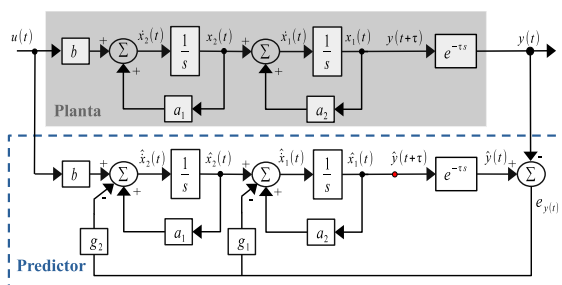 u(t) b + Σ + ẋ₂(t) 1/s x₂(t) + Σ + ẋ₁(t) 1/s x₁(t) y(t+τ) e^{-τs} y(t)
a₁ a₂
Planta
b + Σ - + x̂̇₂(t) 1/s x̂₂(t) + Σ - + x̂̇₁(t) 1/s x̂₁(t) ŷ(t+τ) e^{-τs} ŷ(t) + - Σ
a₁ a₂ e_{y(t)}
g₂ g₁
Predictor